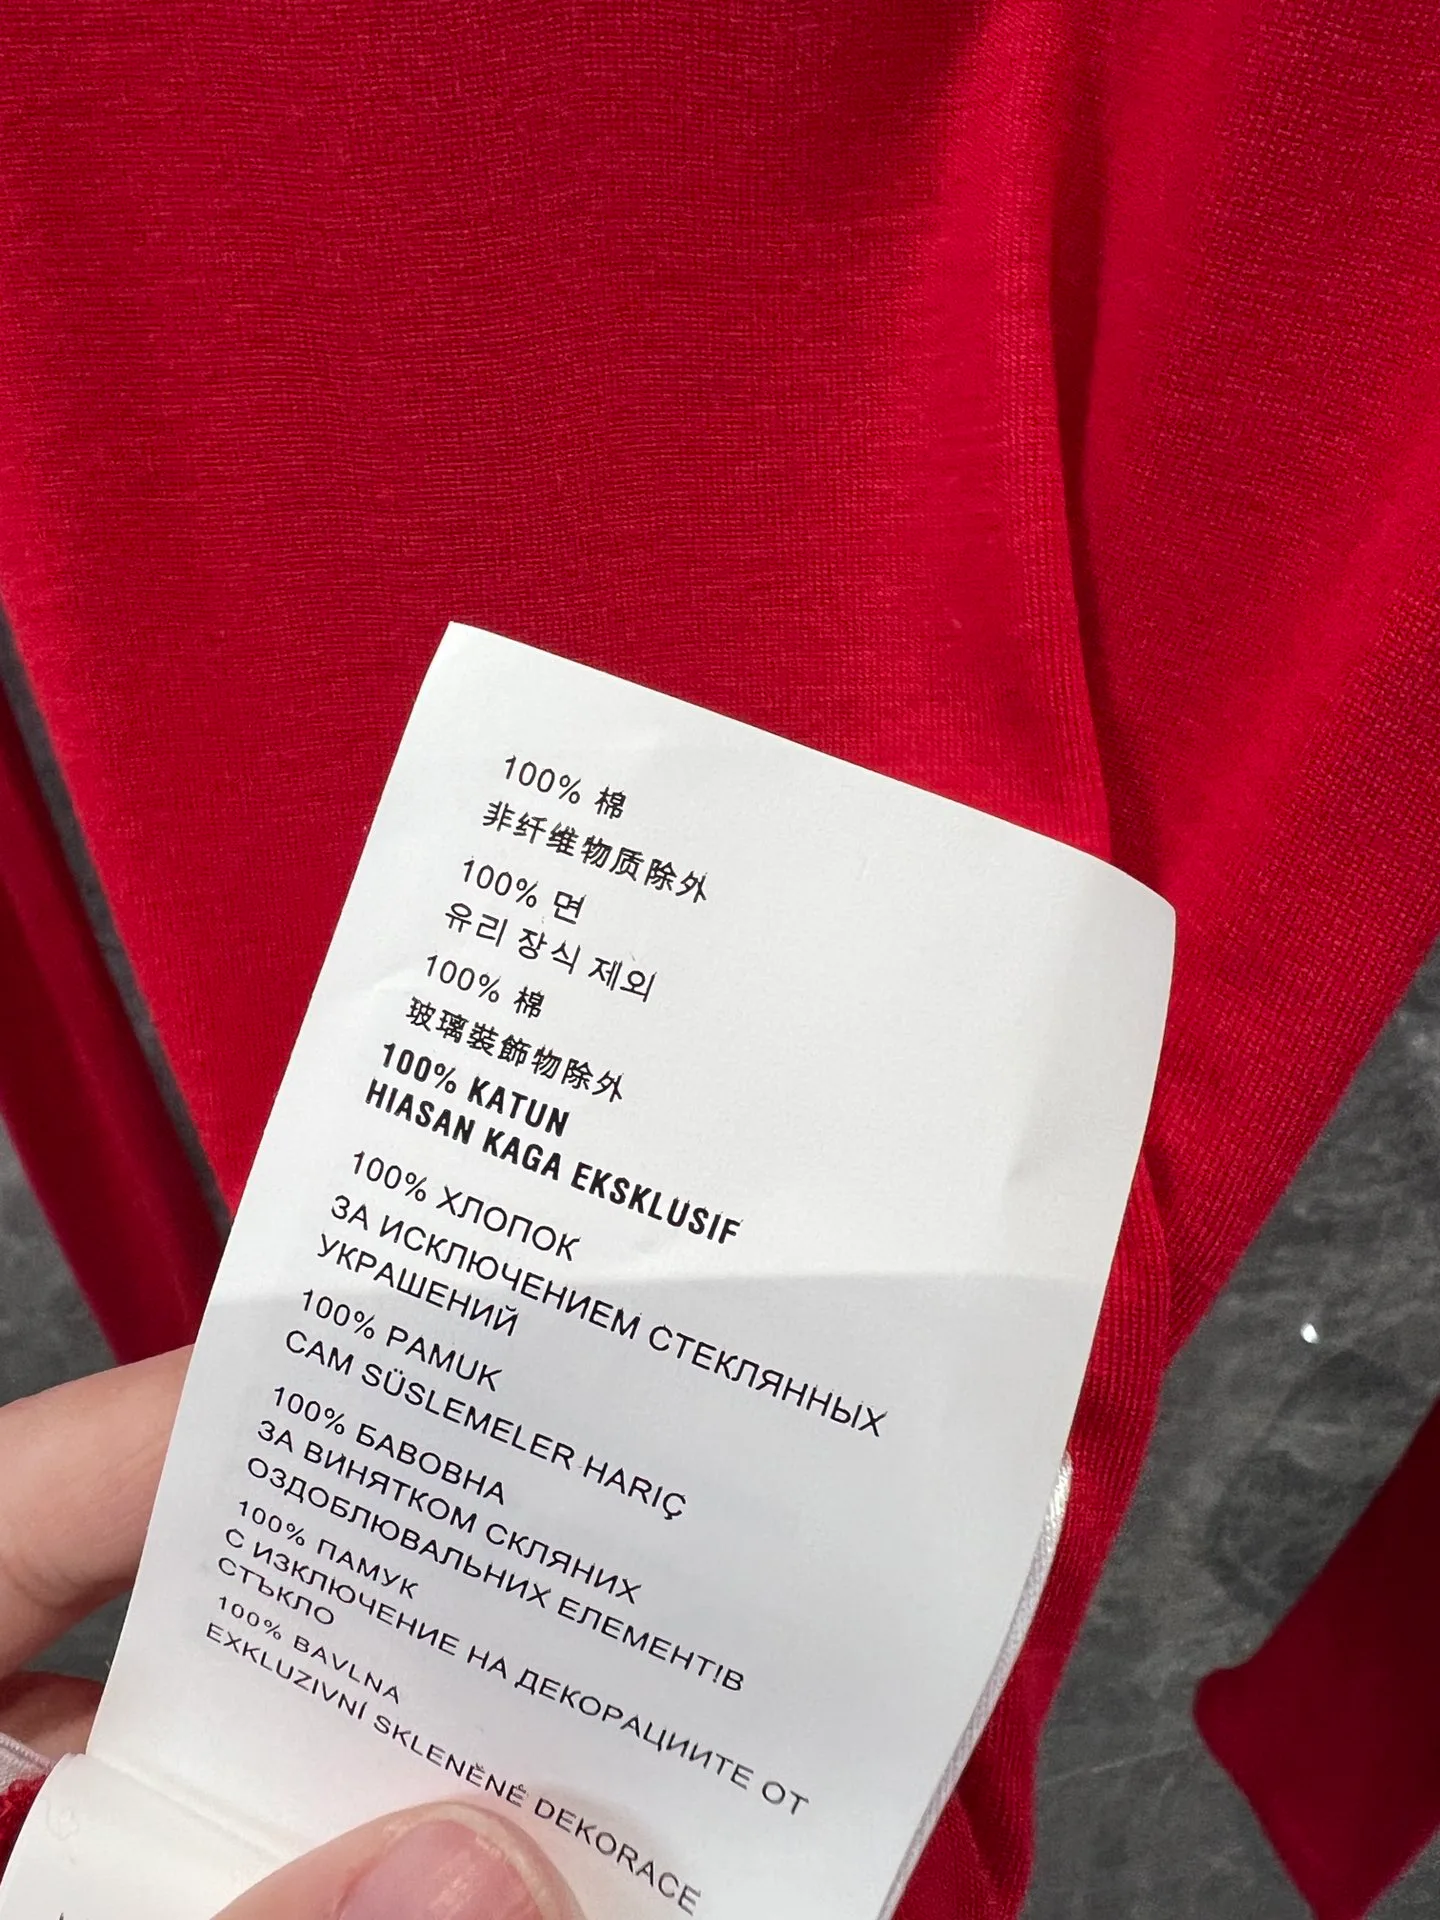 100% 棉
非纤维物质除外
100% 면
유리 장식 제외
100% 棉
玻璃裝飾物除外
100% KATUN
HIASAN KAGA EKSKLUSIF
100% ХЛОПОК
ЗА ИСКЛЮЧЕНИЕМ СТЕКЛЯННЫХ
УКРАШЕНИЙ
100% PAMUK
CAM SÜSLEMELER HARIÇ
100% БАВОВНА
ЗА ВИНЯТКОМ СКЛЯНИХ
ОЗДОБЛЮВАЛЬНИХ ЕЛЕМЕНТ!В
100% ПАМУК
С ИЗКЛЮЧЕНИЕ НА ДЕКОРАЦИИТЕ ОТ
СТЪКЛО
100% BAVLNA
EXKLUZIVNÍ SKLENĚNÉ DEKORACE